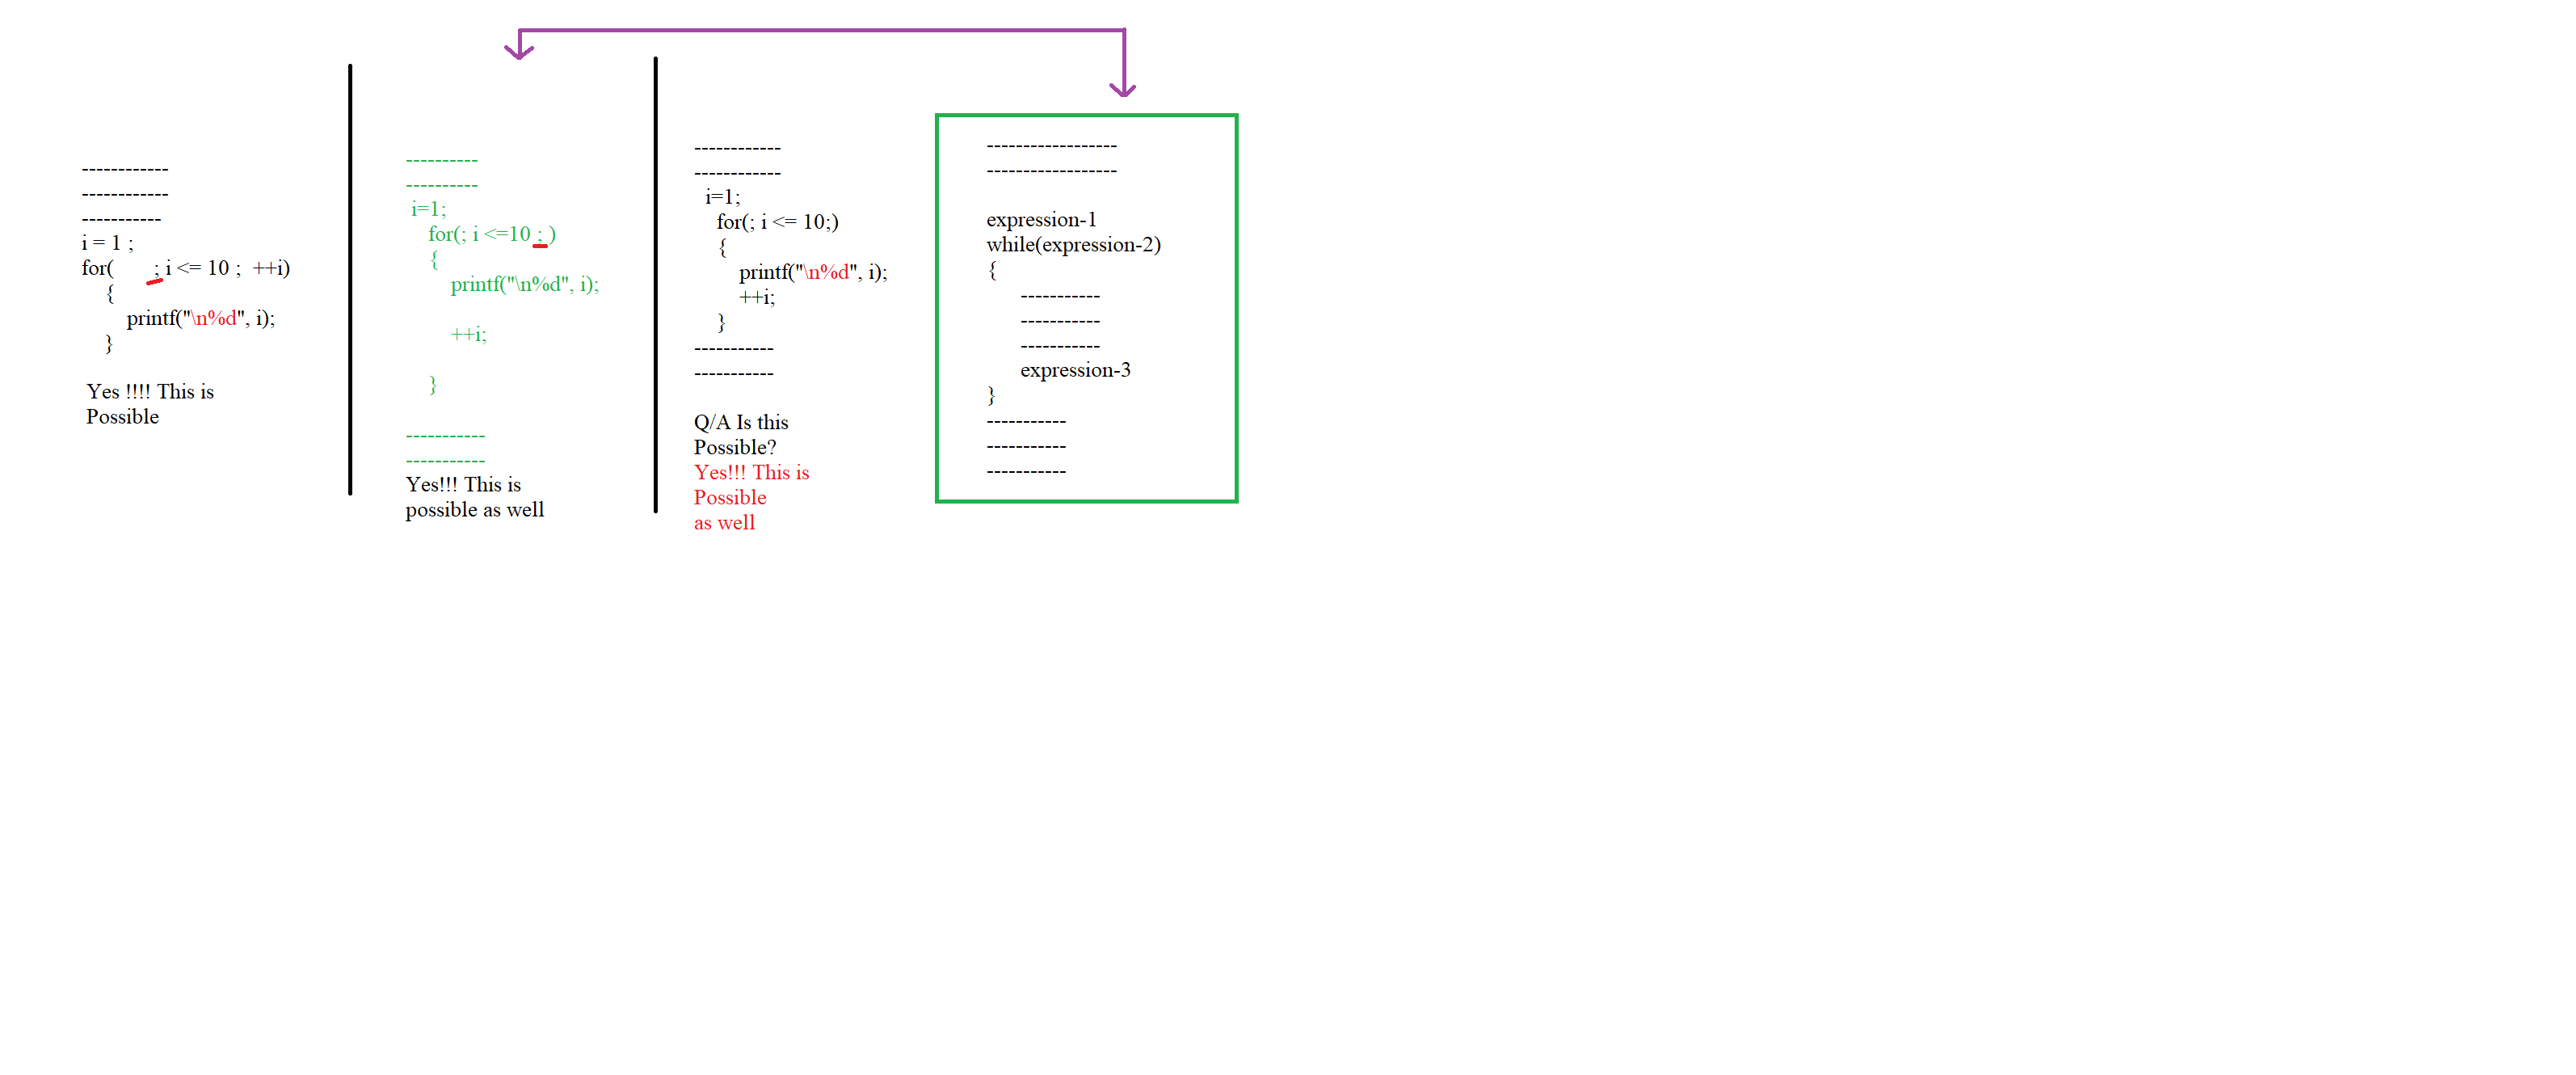 ------------
------------
-----------
i = 1 ;
for(       ; i <= 10 ;  ++i)
    {
        printf("\n%d", i);
    }
Yes !!!! This is
Possible
----------
----------
i=1;
   for(; i <=10 ; )
   {
       printf("\n%d", i);
       ++i;
   }
-----------
-----------
Yes!!! This is
possible as well
------------
------------
  i=1;
    for(; i <= 10;)
    {
        printf("\n%d", i);
        ++i;
    }
-----------
-----------
Q/A Is this
Possible?
Yes!!! This is
Possible
as well
------------------
------------------
expression-1
while(expression-2)
{
      -----------
      -----------
      -----------
      expression-3
}
-----------
-----------
-----------